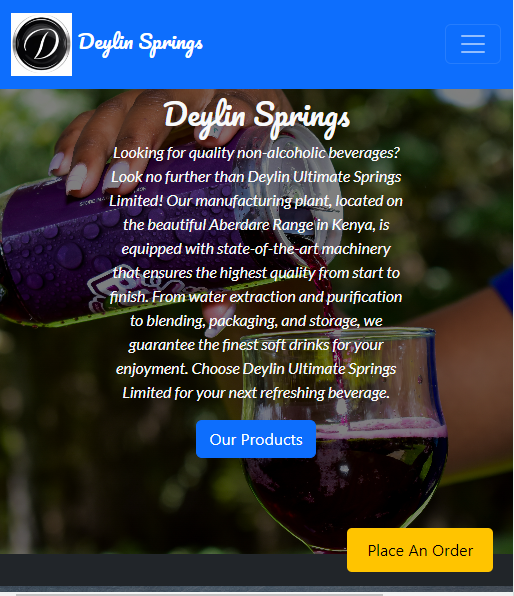 Deylin Springs
Deylin Springs
Looking for quality non-alcoholic beverages?
Look no further than Deylin Ultimate Springs
Limited! Our manufacturing plant, located on
the beautiful Aberdare Range in Kenya, is
equipped with state-of-the-art machinery
that ensures the highest quality from start to
finish. From water extraction and purification
to blending, packaging, and storage, we
guarantee the finest soft drinks for your
enjoyment. Choose Deylin Ultimate Springs
Limited for your next refreshing beverage.
Our Products
Place An Order